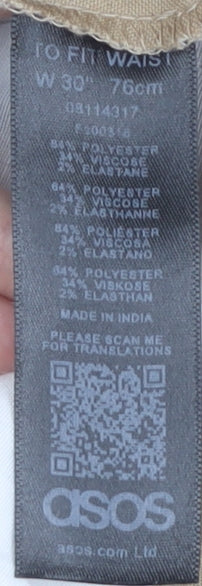 TO FIT WAIST
W 30" 76cm
08114317
64% POLYESTER
34% VISCOSE
2% ELASTANE
64% POLYESTER
34% VISCOSE
2% ELASTHANNE
64% POLIÉSTER
34% VISCOSA
2% ELASTANO
64% POLYESTER
34% VISKOSE
2% ELASTHAN
MADE IN INDIA
PLEASE SCAN ME
FOR TRANSLATIONS
asos
asos.com Ltd.